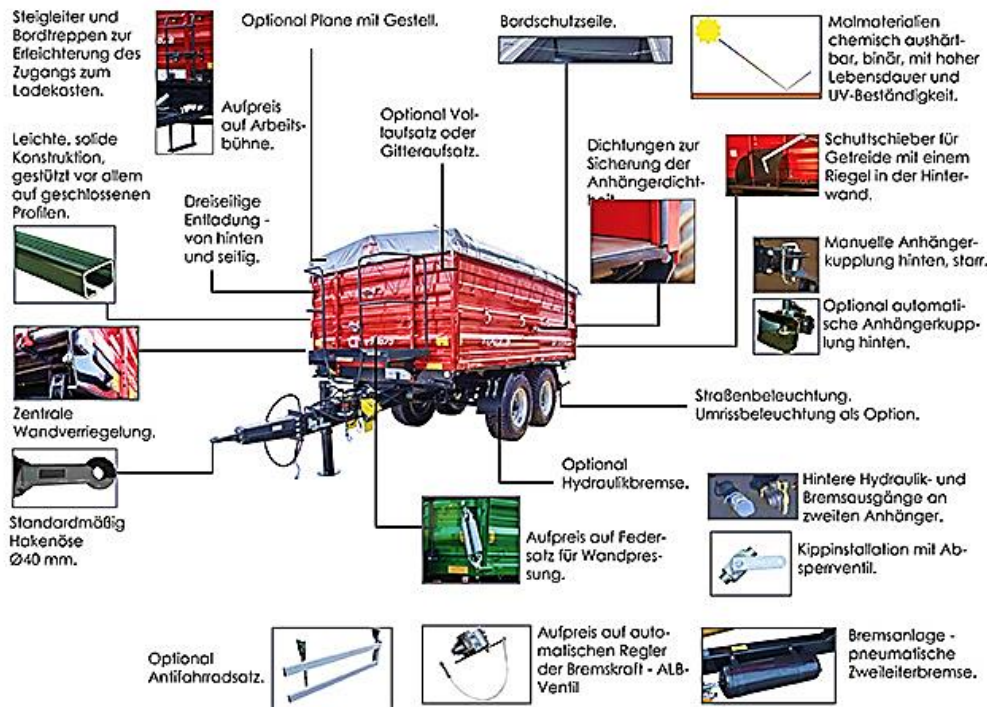 Steigleiter und
Bordtreppen zur
Erleichterung des
Zugangs zum
Ladekasten.
Aufpreis
auf Arbeits-
bühne.
Optional Plane mit Gestell.
Bordschutzseile.
Malmaterialien
chemisch aushärt-
bar, binär, mit hoher
Lebensdauer und
UV-Beständigkeit.
Leichte, solide
Konstruktion,
gestützt vor allem
auf geschlossenen
Profilen.
Dreiseitige
Entladung -
von hinten
und seitig.
Optional Vol-
laufsatz oder
Gitteraufsatz.
Dichtungen zur
Sicherung der
Anhängerdicht-
heit.
Schuttschieber für
Getreide mit einem
Riegel in der Hinter-
wand.
Manuelle Anhänger-
kupplung hinten, starr.
Optional automati-
sche Anhängerkupp-
lung hinten.
Zentrale
Wandverriegelung.
Straßenbeleuchtung.
Umrissbeleuchtung als Option.
Standardmäßig
Hakenöse
Ø40 mm.
Optional
Hydraulikbremse.
Hintere Hydraulik- und
Bremsausgänge an
zweiten Anhänger.
Aufpreis auf Feder-
satz für Wandpres-
sung.
Kippinstallation mit Ab-
sperrventil.
Optional
Antifahrradsatz.
Aufpreis auf auto-
matischen Regler
der Bremskraft - ALB-
Ventil
Bremsanlage -
pneumatische
Zweileiterbremse.